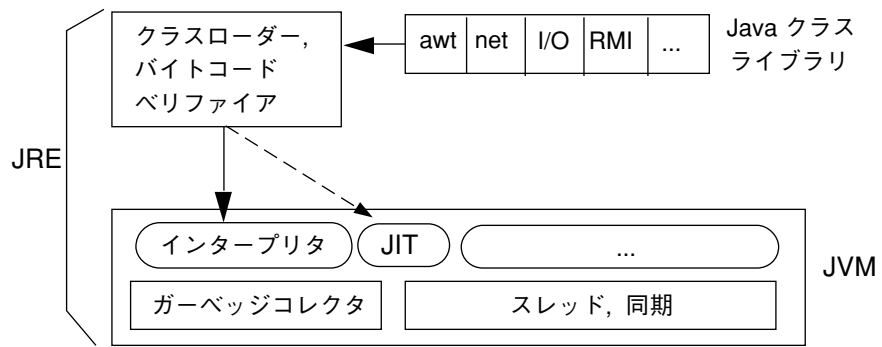 クラスローダー,
バイトコード
ベリファイア
awt net I/O RMI ...
Java クラス
ライブラリ
JRE
インタープリタ JIT ...
JVM
ガーベッジコレクタ スレッド, 同期